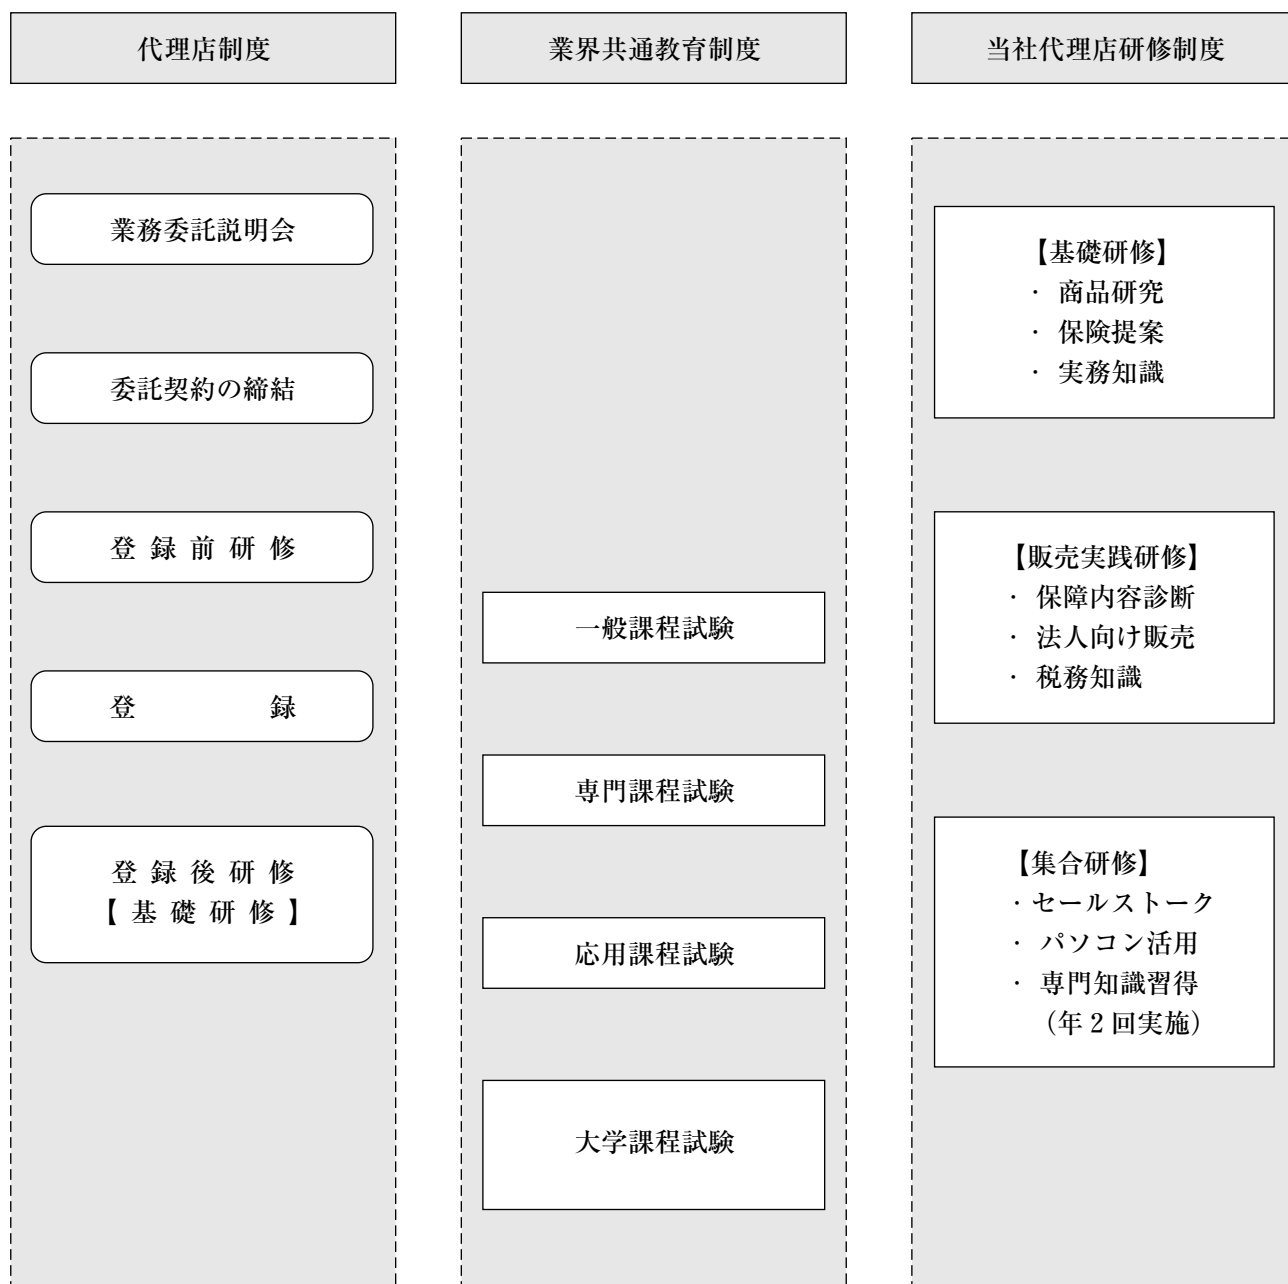 代理店制度
業界共通教育制度
当社代理店研修制度
業務委託説明会
委託契約の締結
登 録 前 研 修
登　　　　　録
登 録 後 研 修
【 基 礎 研 修 】
一般課程試験
専門課程試験
応用課程試験
大学課程試験
【基礎研修】
・ 商品研究
・ 保険提案
・ 実務知識
【販売実践研修】
・ 保障内容診断
・ 法人向け販売
・ 税務知識
【集合研修】
・セールストーク
・ パソコン活用
・ 専門知識習得
（年２回実施）